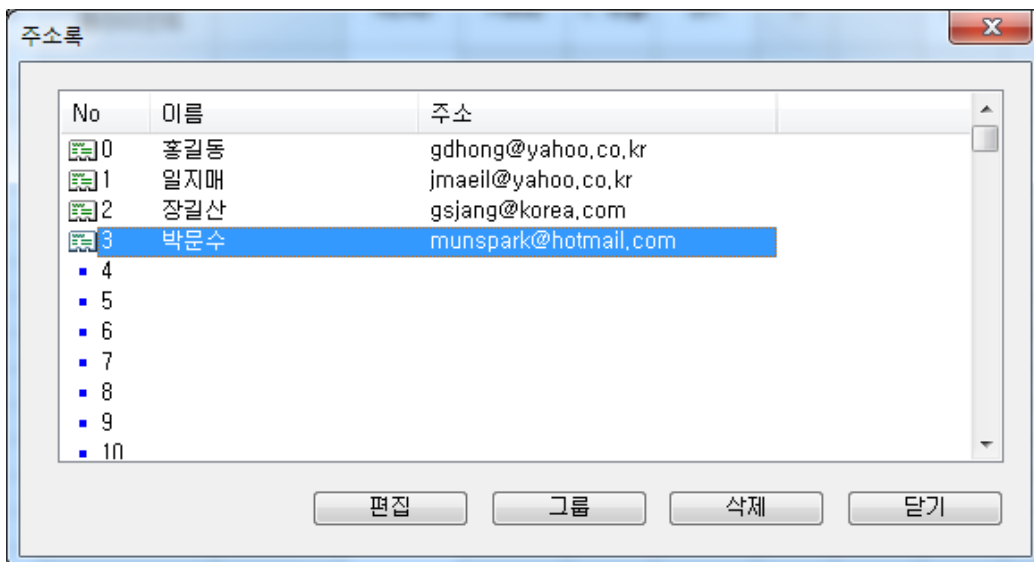 주소록
No 이름 주소
0 홍길동 gdhong@yahoo.co.kr
1 일지매 jmaeil@yahoo.co.kr
2 장길산 gsjang@korea.com
3 박문수 munspark@hotmail.com
4
5
6
7
8
9
10
편집 그룹 삭제 닫기